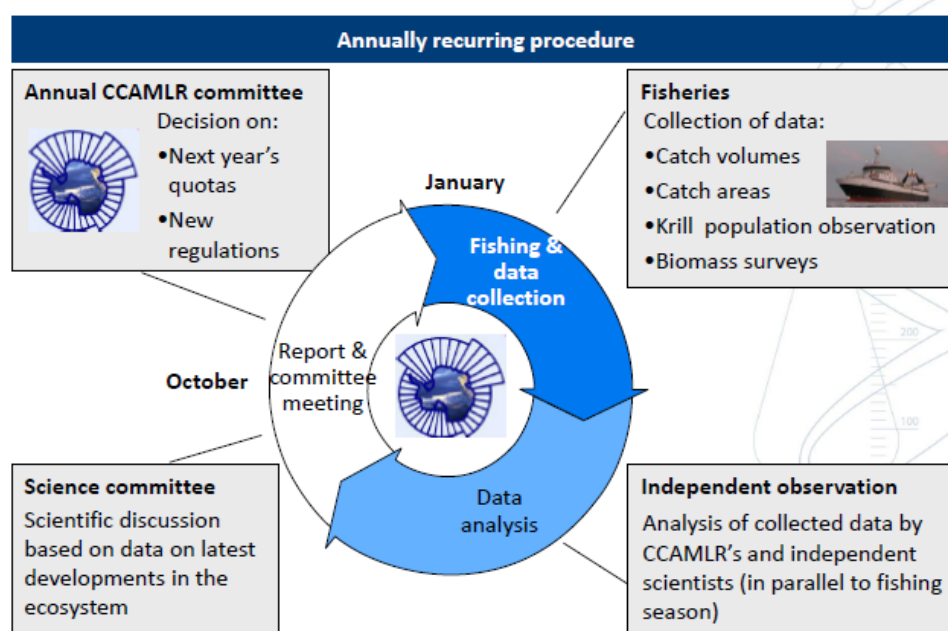 Annually recurring procedure
Annual CCAMLR committee
Decision on:
•Next year's
quotas
•New
regulations
Fisheries
Collection of data:
•Catch volumes
•Catch areas
•Krill population observation
•Biomass surveys
January
Fishing &
data
collection
Report &
committee
meeting
October
Data
analysis
Science committee
Scientific discussion
based on data on latest
developments in the
ecosystem
Independent observation
Analysis of collected data by
CCAMLR's and independent
scientists (in parallel to fishing
season)
200
100